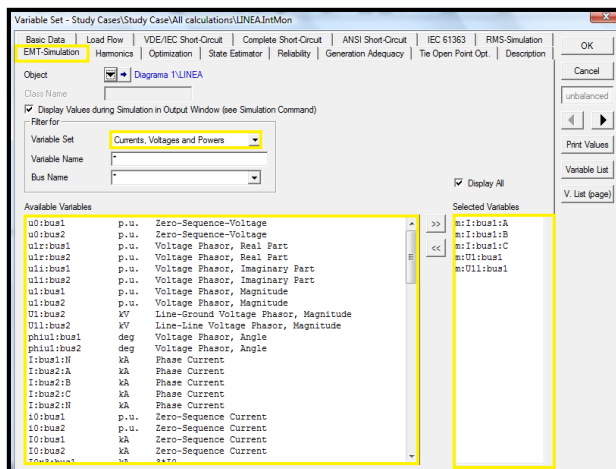 Variable Set - Study Cases\Study Case\All calculations\LINEA.IntMon
Basic Data Load Flow VDE/IEC Short-Circuit Complete Short-Circuit ANSI Short-Circuit IEC 61363 RMS-Simulation
EMT-Simulation Harmonics Optimization State Estimator Reliability Generation Adequacy Tie Open Point Opt. Description
OK
Object Diagrama 1\LINEA
Cancel
Class Name
unbalanced
Display Values during Simulation in Output Window (see Simulation Command)
Filter for
Variable Set Currents, Voltages and Powers
Print Values
Variable Name *
Variable List
Bus Name *
Display All
V. List (page)
Available Variables
Selected Variables
u0:bus1 p.u. Zero-Sequence-Voltage
u0:bus2 p.u. Zero-Sequence-Voltage
u1r:bus1 p.u. Voltage Phasor, Real Part
u1r:bus2 p.u. Voltage Phasor, Real Part
u1i:bus1 p.u. Voltage Phasor, Imaginary Part
u1i:bus2 p.u. Voltage Phasor, Imaginary Part
u1:bus1 p.u. Voltage Phasor, Magnitude
u1:bus2 p.u. Voltage Phasor, Magnitude
U1:bus2 kV Line-Ground Voltage Phasor, Magnitude
U1l:bus2 kV Line-Line Voltage Phasor, Magnitude
phiu1:bus1 deg Voltage Phasor, Angle
phiu1:bus2 deg Voltage Phasor, Angle
I:bus1:N kA Phase Current
I:bus2:A kA Phase Current
I:bus2:B kA Phase Current
I:bus2:C kA Phase Current
I:bus2:N kA Phase Current
i0:bus1 p.u. Zero-Sequence Current
i0:bus2 p.u. Zero-Sequence Current
I0:bus1 kA Zero-Sequence Current
I0:bus2 kA Zero-Sequence Current
I0x3:bus1 kA 3*I0
>>
<<
m:I:bus1:A
m:I:bus1:B
m:I:bus1:C
m:U1:bus1
m:U1l:bus1